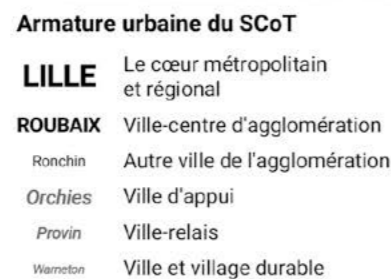 Armature urbaine du SCoT
LILLE Le cœur métropolitain
et régional
ROUBAIX Ville-centre d'agglomération
Ronchin Autre ville de l'agglomération
Orchies Ville d'appui
Provin Ville-relais
Warneton Ville et village durable